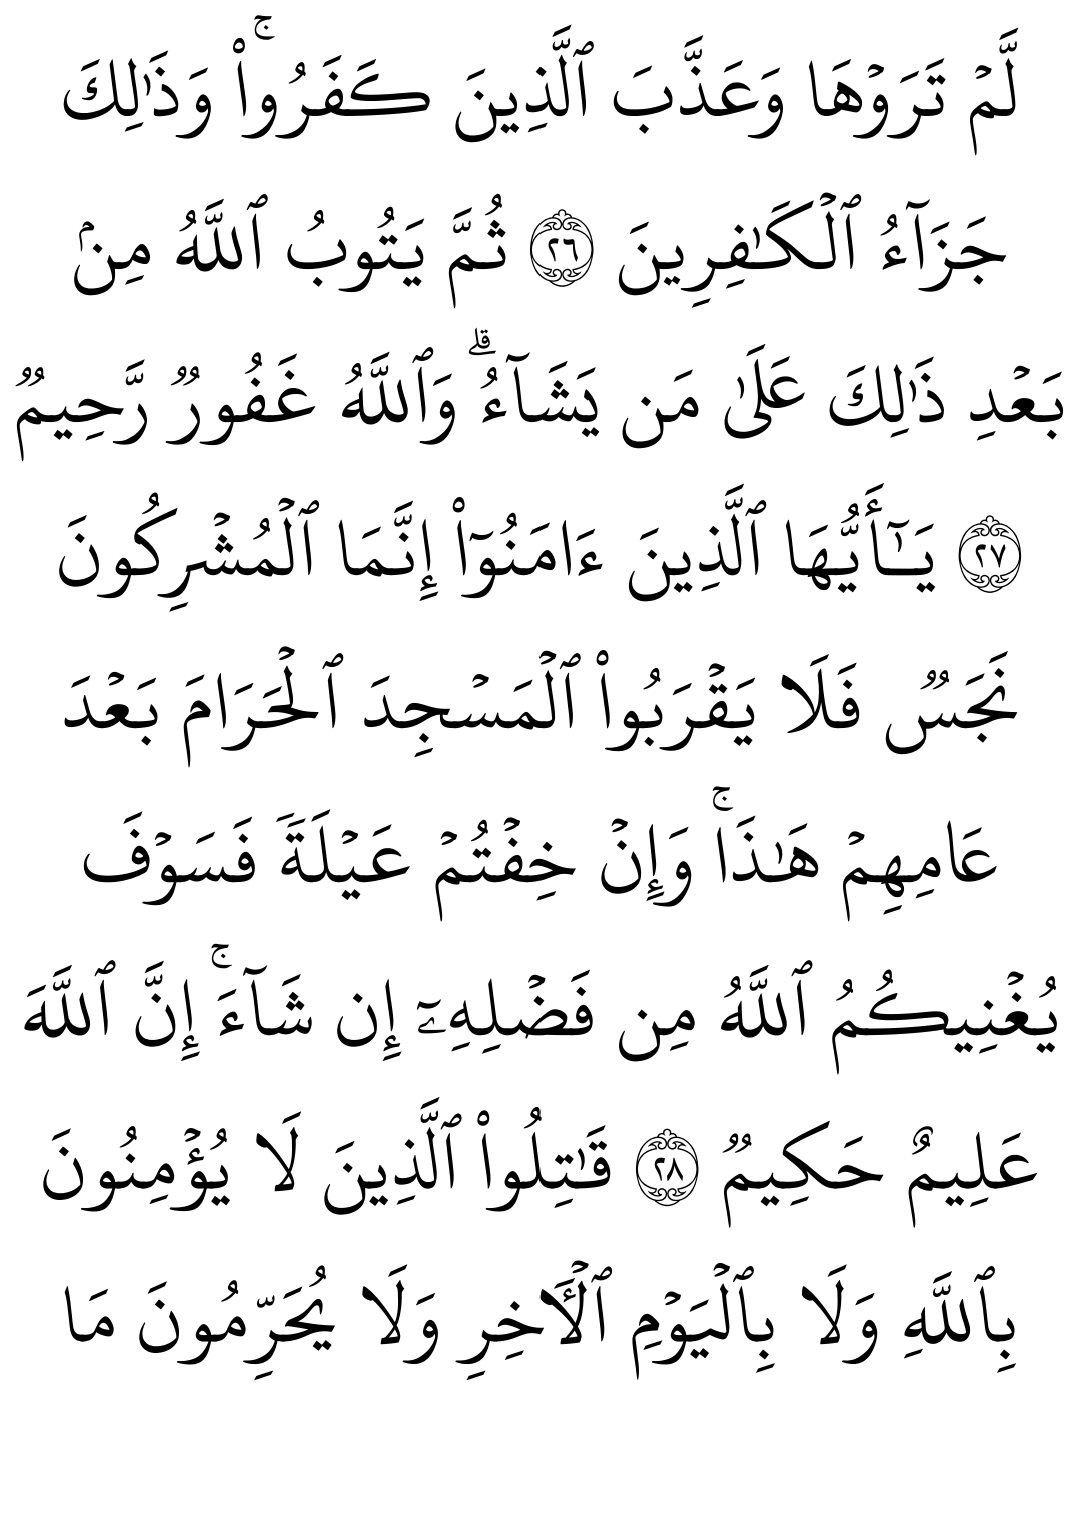 لَّمۡ تَرَوۡهَا وَعَذَّبَ ٱلَّذِينَ كَفَرُواْۚ وَذَٰلِكَ
جَزَآءُ ٱلۡكَٰفِرِينَ ٢٦ ثُمَّ يَتُوبُ ٱللَّهُ مِنۢ
بَعۡدِ ذَٰلِكَ عَلَىٰ مَن يَشَآءُۗ وَٱللَّهُ غَفُورٞ رَّحِيمٞ
٢٧ يَٰٓأَيُّهَا ٱلَّذِينَ ءَامَنُوٓاْ إِنَّمَا ٱلۡمُشۡرِكُونَ
نَجَسٞ فَلَا يَقۡرَبُواْ ٱلۡمَسۡجِدَ ٱلۡحَرَامَ بَعۡدَ
عَامِهِمۡ هَٰذَاۚ وَإِنۡ خِفۡتُمۡ عَيۡلَةٗ فَسَوۡفَ
يُغۡنِيكُمُ ٱللَّهُ مِن فَضۡلِهِۦٓ إِن شَآءَۚ إِنَّ ٱللَّهَ
عَلِيمٌ حَكِيمٞ ٢٨ قَٰتِلُواْ ٱلَّذِينَ لَا يُؤۡمِنُونَ
بِٱللَّهِ وَلَا بِٱلۡيَوۡمِ ٱلۡأٓخِرِ وَلَا يُحَرِّمُونَ مَا